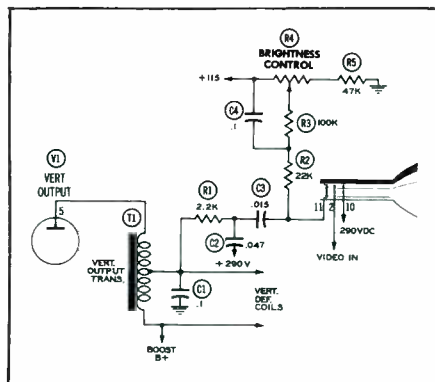 R4
BRIGHTNESS
CONTROL
R5
47K
+115
C4
.1
R3
100K
V1
VERT
OUTPUT
5
R2
22K
R1
2.2K
C3
.015
T1
11 2 10
C2
.047
290VDC
+290V
VIDEO IN
VERT.
OUTPUT
TRANS.
C1
.1
VERT.
DEF.
COILS
BOOST
B+